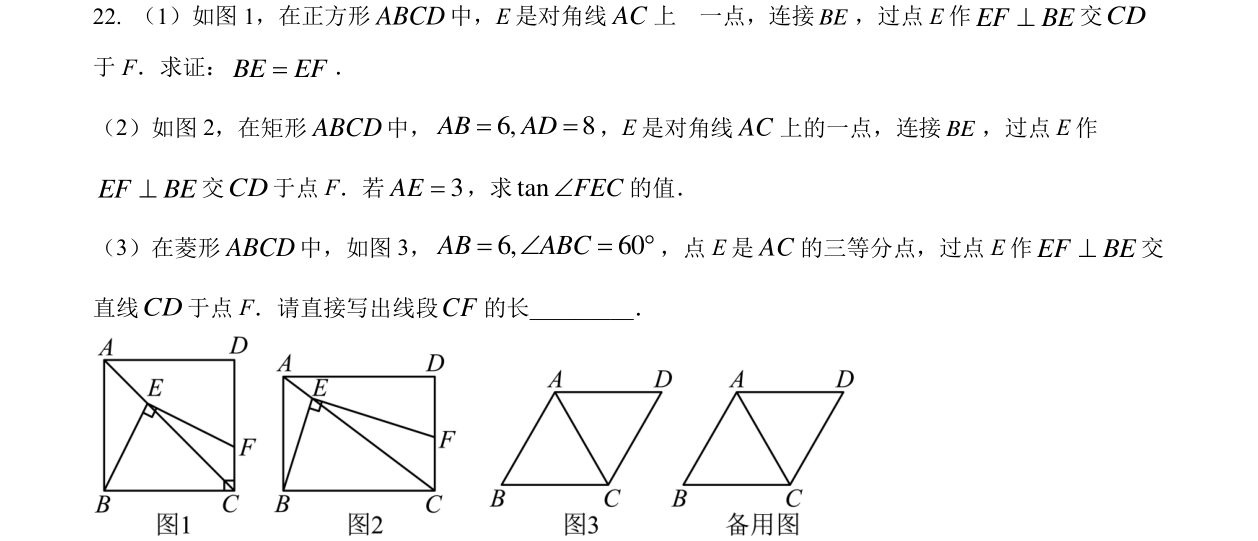 22. （1）如图 1，在正方形 ABCD 中，E 是对角线 AC 上 一点，连接 BE ，过点 E 作 EF ⊥ BE 交 CD
于 F．求证： BE = EF ．
（2）如图 2，在矩形 ABCD 中， AB = 6, AD = 8，E 是对角线 AC 上的一点，连接 BE ，过点 E 作
EF ⊥ BE 交 CD 于点 F．若 AE = 3，求 tan ∠FEC 的值．
（3）在菱形 ABCD 中，如图 3， AB = 6, ∠ABC = 60° ，点 E 是 AC 的三等分点，过点 E 作 EF ⊥ BE 交
直线 CD 于点 F．请直接写出线段 CF 的长_________．
A D E F B C
图1
A D E F B C
图2
A D B C
图3
A D B C
备用图